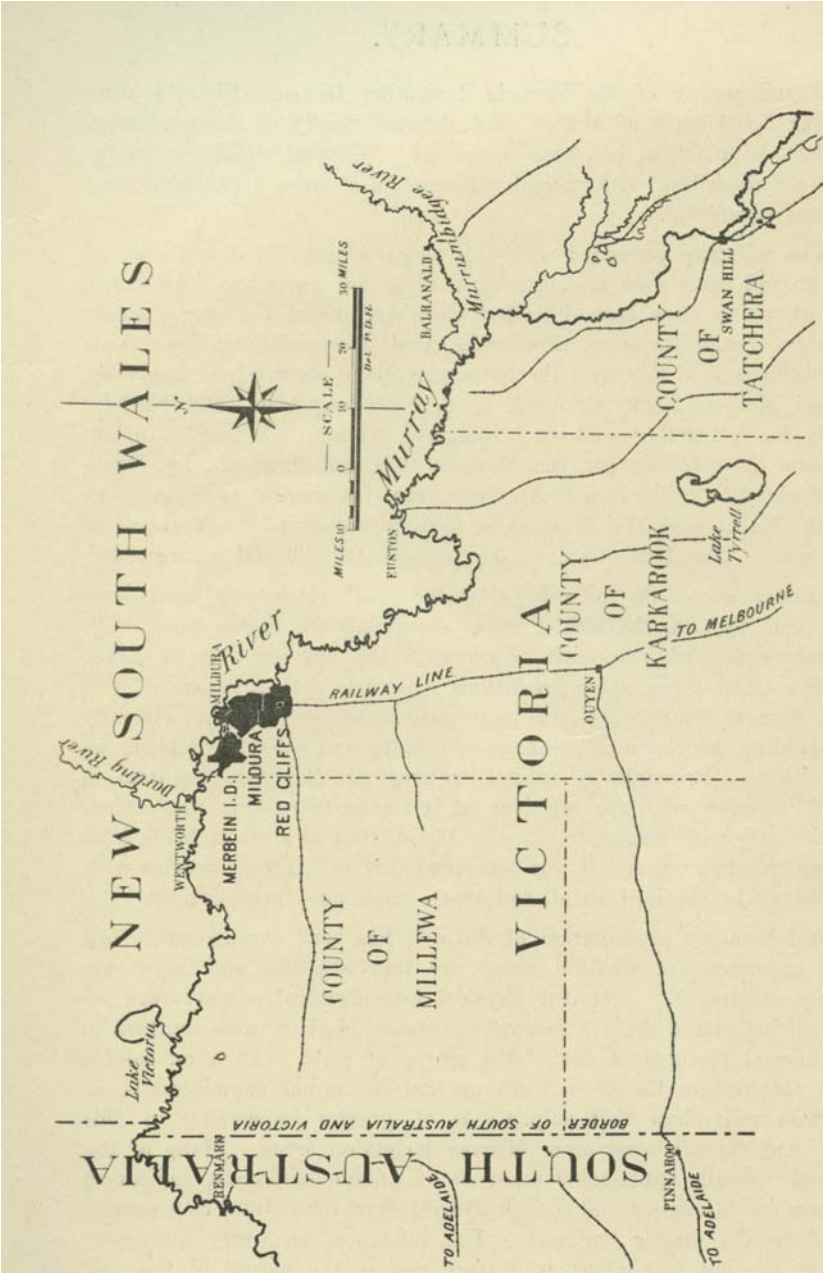 NEW SOUTH WALES
N.
SCALE
MILES 10 0 10 20 30 MILES
Del. P.D.H.
Lake
Victoria
Darling River
WENTWORTH
MILDURA
MERBEIN I.D.
MILDURA
RED CLIFFS
Murray
River
EUSTON
BALRANALD
Murrumbidgee River
RENMARK
SOUTH AUSTRALIA
BORDER OF SOUTH AUSTRALIA AND VICTORIA
COUNTY
OF
MILLEWA
RAILWAY LINE
VICTORIA
COUNTY
OF
KARKAROOK
Lake
Tyrrell
COUNTY
OF
TATCHERA
SWAN HILL
OUYEN
TO MELBOURNE
PINNAROO
TO ADELAIDE
TO ADELAIDE